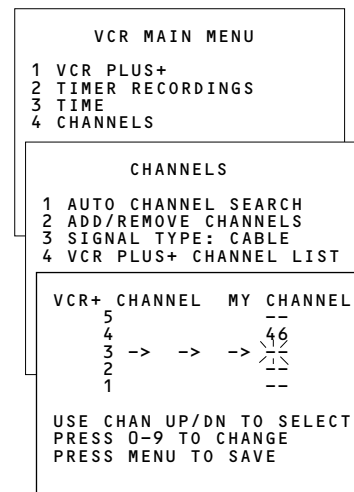 VCR MAIN MENU
1 VCR PLUS+
2 TIMER RECORDINGS
3 TIME
4 CHANNELS
CHANNELS
1 AUTO CHANNEL SEARCH
2 ADD/REMOVE CHANNELS
3 SIGNAL TYPE: CABLE
4 VCR PLUS+ CHANNEL LIST
VCR+ CHANNEL MY CHANNEL
5 --
4 46
3 -> -> -> --
2 --
1 --
USE CHAN UP/DN TO SELECT
PRESS 0-9 TO CHANGE
PRESS MENU TO SAVE